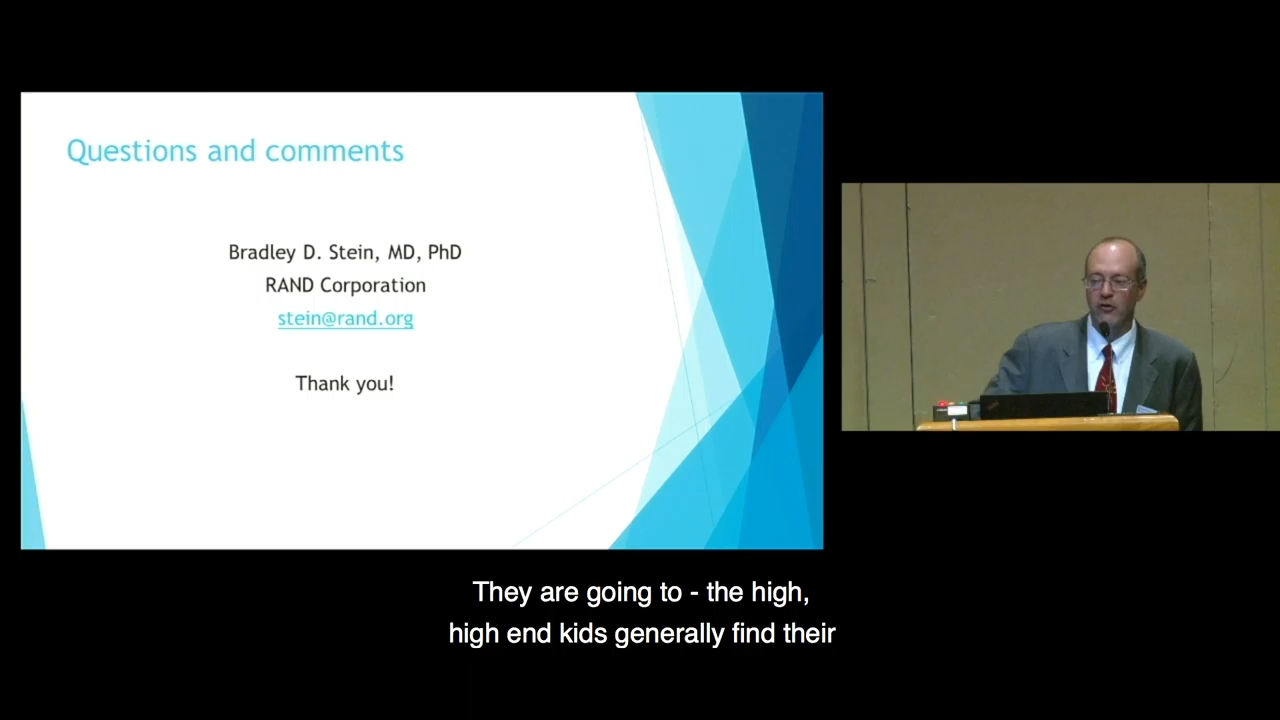 Questions and comments
Bradley D. Stein, MD, PhD
RAND Corporation
stein@rand.org
Thank you!
They are going to - the high,
high end kids generally find their